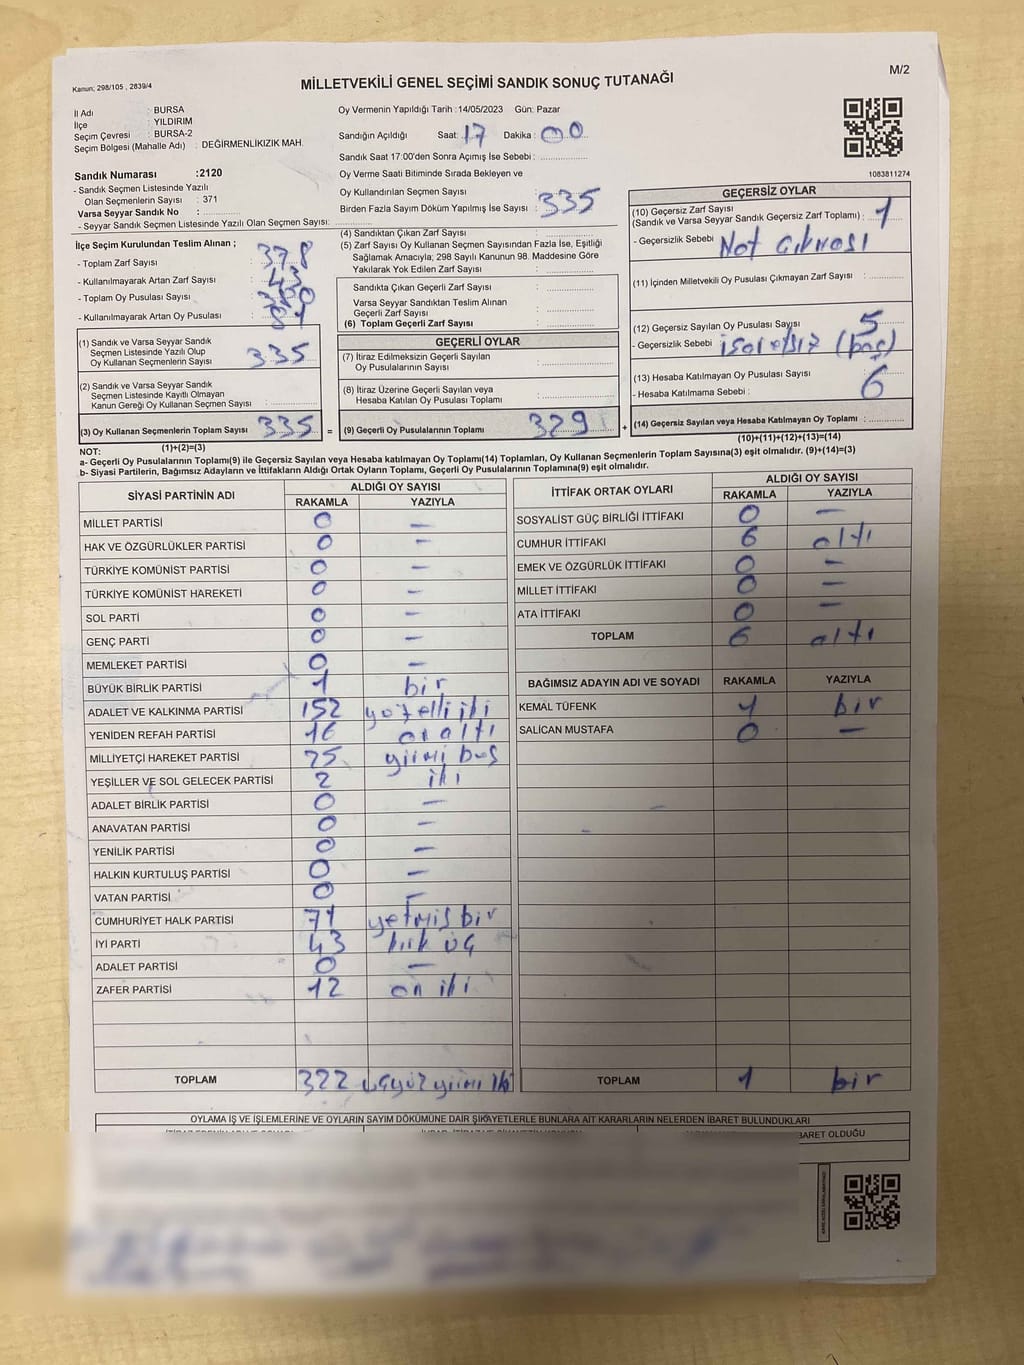 M/2
Kanun; 298/105 , 2839/4
MİLLETVEKİLİ GENEL SEÇİMİ SANDIK SONUÇ TUTANAĞI
İl Adı : BURSA
İlçe : YILDIRIM
Seçim Çevresi : BURSA-2
Seçim Bölgesi (Mahalle Adı) : DEĞİRMENLİKIZIK MAH.
Oy Vermenin Yapıldığı Tarih :14/05/2023 Gün: Pazar
Sandığın Açıldığı Saat: 17 Dakika : 00
Sandık Saat 17:00'den Sonra Açımış İse Sebebi : ................
Sandık Numarası :2120
- Sandık Seçmen Listesinde Yazılı
Olan Seçmenlerin Sayısı : 371
Varsa Seyyar Sandık No : ................
- Seyyar Seçmen Listesinde Yazılı Olan Seçmen Sayısı: ................
Oy Verme Saati Bitiminde Sırada Bekleyen ve
Oy Kullandırılan Seçmen Sayısı
Birden Fazla Sayım Döküm Yapılmış İse Sayısı : 335
1083811274
İlçe Seçim Kurulundan Teslim Alınan ;
- Toplam Zarf Sayısı : 378
- Kullanılmayarak Artan Zarf Sayısı : 43
- Toplam Oy Pusulası Sayısı :
- Kullanılmayarak Artan Oy Pusulası :
(4) Sandıktan Çıkan Zarf Sayısı : ................
(5) Zarf Sayısı Oy Kullanan Seçmen Sayısından Fazla İse, Eşitliği
Sağlamak Amacıyla; 298 Sayılı Kanunun 98. Maddesine Göre
Yakılarak Yok Edilen Zarf Sayısı : ................
Sandıkta Çıkan Geçerli Zarf Sayısı : ................
Varsa Seyyar Sandıktan Teslim Alınan
Geçerli Zarf Sayısı : ................
(6) Toplam Geçerli Zarf Sayısı : ................
GEÇERSİZ OYLAR
(10) Geçersiz Zarf Sayısı
(Sandık ve Varsa Seyyar Sandık Geçersiz Zarf Toplamı) : 1
- Geçersizlik Sebebi : Not çıkması
(11) İçinden Milletvekili Oy Pusulası Çıkmayan Zarf Sayısı : ................
(12) Geçersiz Sayılan Oy Pusulası Sayısı : 5
- Geçersizlik Sebebi : işaretsiz (boş)
(13) Hesaba Katılmayan Oy Pusulası Sayısı : 6
- Hesaba Katılmama Sebebi :
(14) Geçersiz Sayılan veya Hesaba Katılmayan Oy Toplamı : ................
(10)+(11)+(12)+(13)=(14)
(1) Sandık ve Varsa Seyyar Sandık
Seçmen Listesinde Yazılı Olup
Oy Kullanan Seçmenlerin Sayısı : 335
(2) Sandık ve Varsa Seyyar Sandık
Seçmen Listesinde Kayıtlı Olmayan
Kanun Gereği Oy Kullanan Seçmen Sayısı : ................
(3) Oy Kullanan Seçmenlerin Toplam Sayısı : 335 =
(1)+(2)=(3)
GEÇERLİ OYLAR
(7) İtiraz Edilmeksizin Geçerli Sayılan
Oy Pusulalarının Sayısı : ................
(8) İtiraz Üzerine Geçerli Sayılan veya
Hesaba Katılan Oy Pusulası Toplamı : ................
(9) Geçerli Oy Pusulalarının Toplamı : 329 +
NOT:
a- Geçerli Oy Pusulalarının Toplamı(9) ile Geçersiz Sayılan veya Hesaba katılmayan Oy Toplamı(14) Toplamları, Oy Kullanan Seçmenlerin Toplam Sayısına(3) eşit olmalıdır. (9)+(14)=(3)
b- Siyasi Partilerin, Bağımsız Adayların ve İttifakların Aldığı Ortak Oyların Toplamı, Geçerli Oy Pusulalarının Toplamına(9) eşit olmalıdır.
SİYASİ PARTİNİN ADI ALDIĞI OY SAYISI
RAKAMLA YAZIYLA
MİLLET PARTİSİ 0 –
HAK VE ÖZGÜRLÜKLER PARTİSİ 0 –
TÜRKİYE KOMÜNİST PARTİSİ 0 –
TÜRKİYE KOMÜNİST HAREKETİ 0 –
SOL PARTİ 0 –
GENÇ PARTİ 0 –
MEMLEKET PARTİSİ 0 –
BÜYÜK BİRLİK PARTİSİ 1 bir
ADALET VE KALKINMA PARTİSİ 152 yüzelli iki
YENİDEN REFAH PARTİSİ 16 on altı
MİLLİYETÇİ HAREKET PARTİSİ 25 yirmi beş
YEŞİLLER VE SOL GELECEK PARTİSİ 2 iki
ADALET BİRLİK PARTİSİ 0 –
ANAVATAN PARTİSİ 0 –
YENİLİK PARTİSİ 0 –
HALKIN KURTULUŞ PARTİSİ 0 –
VATAN PARTİSİ 0 –
CUMHURİYET HALK PARTİSİ 71 yetmiş bir
İYİ PARTİ 43 kırk üç
ADALET PARTİSİ 0 –
ZAFER PARTİSİ 12 on iki
TOPLAM 322 üçyüz yirmi iki
İTTİFAK ORTAK OYLARI ALDIĞI OY SAYISI
RAKAMLA YAZIYLA
SOSYALİST GÜÇ BİRLİĞİ İTTİFAKI 0 –
CUMHUR İTTİFAKI 6 altı
EMEK VE ÖZGÜRLÜK İTTİFAKI 0 –
MİLLET İTTİFAKI 0 –
ATA İTTİFAKI 0 –
TOPLAM 6 altı
BAĞIMSIZ ADAYIN ADI VE SOYADI RAKAMLA YAZIYLA
KEMAL TÜFENK 1 bir
SALİCAN MUSTAFA 0 –
TOPLAM 1 bir
OYLAMA İŞ VE İŞLEMLERİNE VE OYLARIN SAYIM DÖKÜMÜNE DAİR ŞİKAYETLERLE BUNLARA AİT KARARLARIN NELERDEN İBARET BULUNDUKLARI
BARET OLDUĞU